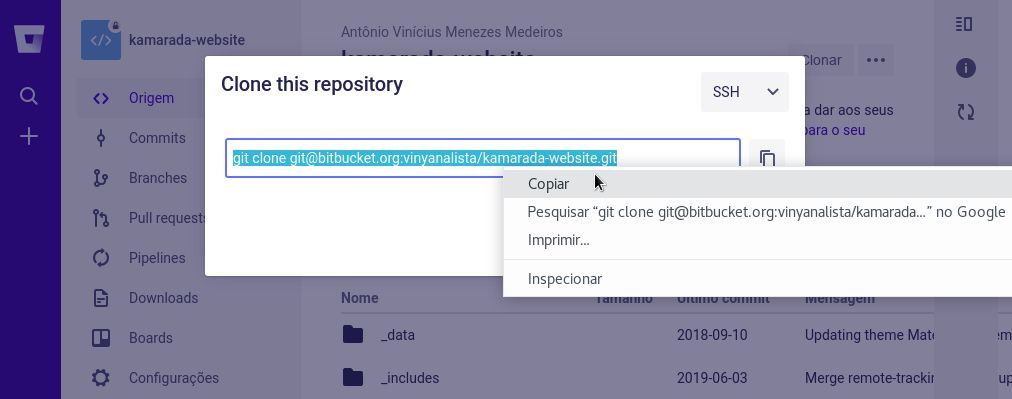 kamarada-website
Origem
Commits
Branches
Pull requests
Pipelines
Downloads
Boards
Configurações
Antônio Vinícius Menezes Medeiros
kamarada-website
Clonar
a dar aos seus
para o seu
Clone this repository
SSH
git clone git@bitbucket.org:vinyanalista/kamarada-website.git
Copiar
Pesquisar “git clone git@bitbucket.org:vinyanalista/kamarada…” no Google
Imprimir…
Inspecionar
Nome Tamanho Último commit Mensagem
_data 2018-09-10 Updating theme Mate
_includes 2019-06-03 Merge remote-trackin